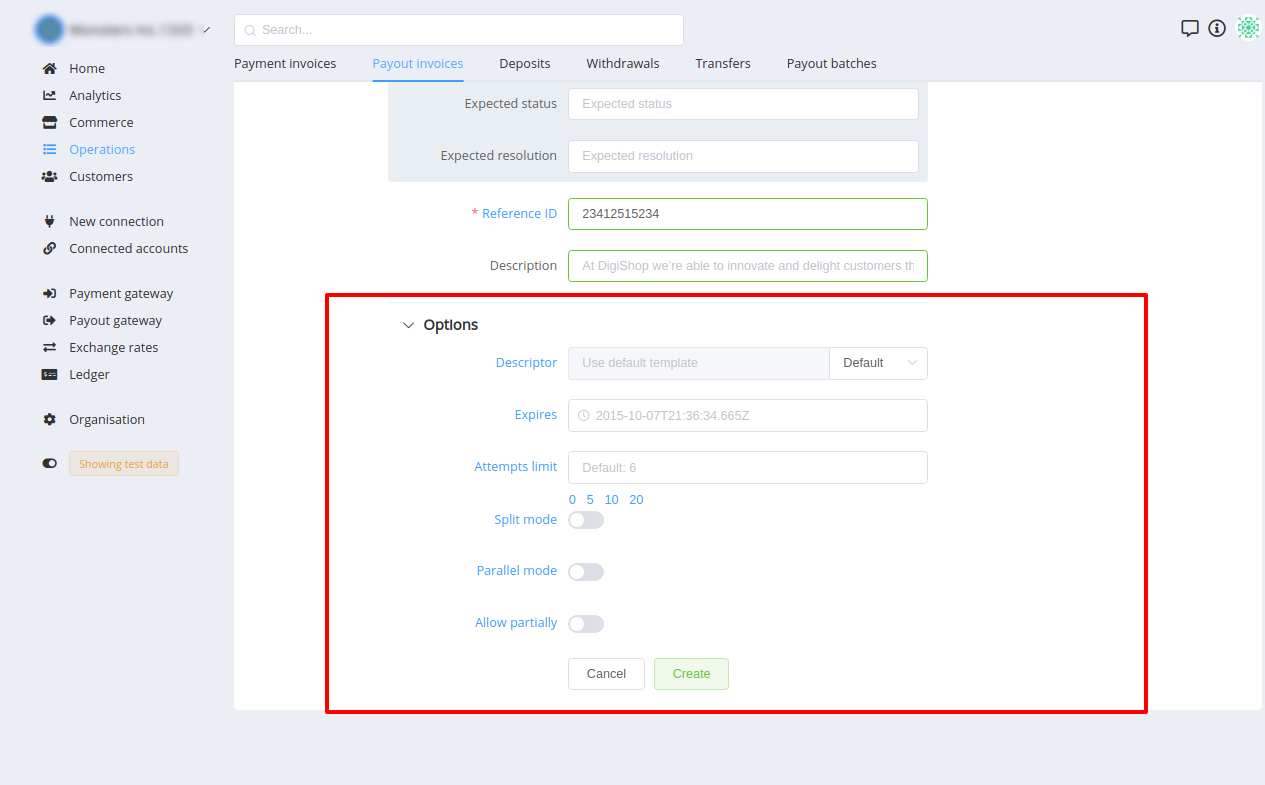 Search...
Payment invoices Payout invoices Deposits Withdrawals Transfers Payout batches
Home
Analytics
Commerce
Operations
Customers
New connection
Connected accounts
Payment gateway
Payout gateway
Exchange rates
Ledger
Organisation
Showing test data
Expected status Expected status
Expected resolution Expected resolution
* Reference ID 23412515234
Description At DigiShop we're able to innovate and delight customers th
Options
Descriptor Use default template Default
Expires 2015-10-07T21:36:34.665Z
Attempts limit Default: 6
0 5 10 20
Split mode
Parallel mode
Allow partially
Cancel Create